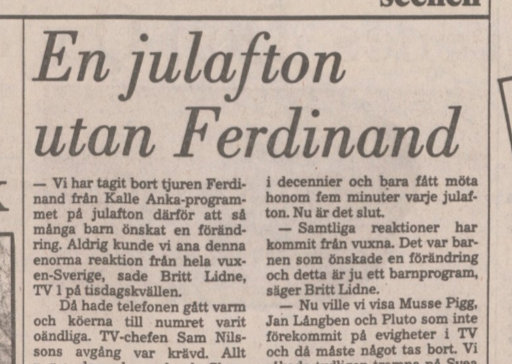 En julafton
utan Ferdinand
— Vi har tagit bort tjuren Ferdi-
nand från Kalle Anka-program-
met på julafton därför att så
många barn önskat en föränd-
ring. Aldrig kunde vi ana denna
enorma reaktion från hela vux-
en-Sverige, sade Britt Lidne,
TV 1 på tisdagskvällen.
Då hade telefonen gått varm
och köerna till numret varit
oändliga. TV-chefen Sam Nils-
sons avgång var krävd. Allt
i decennier och bara fått möta
honom fem minuter varje julaf-
ton. Nu är det slut.
— Samtliga reaktioner har
kommit från vuxna. Det var bar-
nen som önskade en förändring
och detta är ju ett barnprogram,
säger Britt Lidne.
— Nu ville vi visa Musse Pigg,
Jan Långben och Pluto som inte
förekommit på evigheter i TV
och då måste något tas bort. Vi